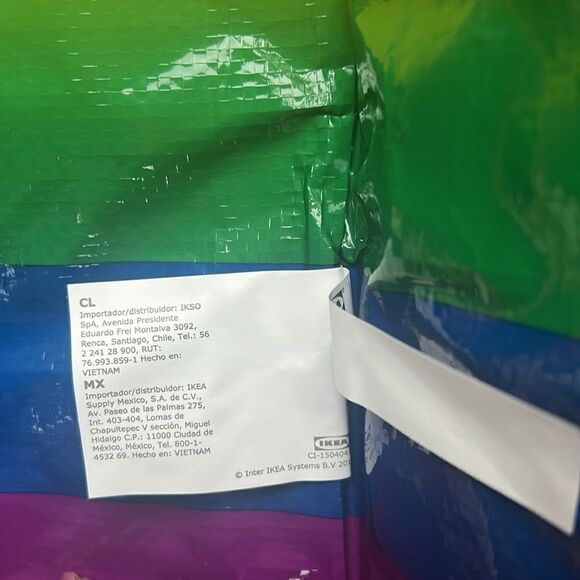 CL
Importador/distribuidor: IKSO
SpA, Avenida Presidente
Eduardo Frei Montalva 3092,
Renca, Santiago, Chile, Tel.: 56
2 241 28 900, RUT:
76.993.859-1 Hecho en:
VIETNAM
MX
Importador/distribuidor: IKEA
Supply Mexico, S.A. de C.V.,
Av. Paseo de las Palmas 275,
Int. 403-404, Lomas de
Chapultepec V sección, Miguel
Hidalgo C.P.: 11000 Ciudad de
México, México, Tel. 800-1-
4532 69. Hecho en: VIETNAM
IKEA
CI-150404
© Inter IKEA Systems B.V 20